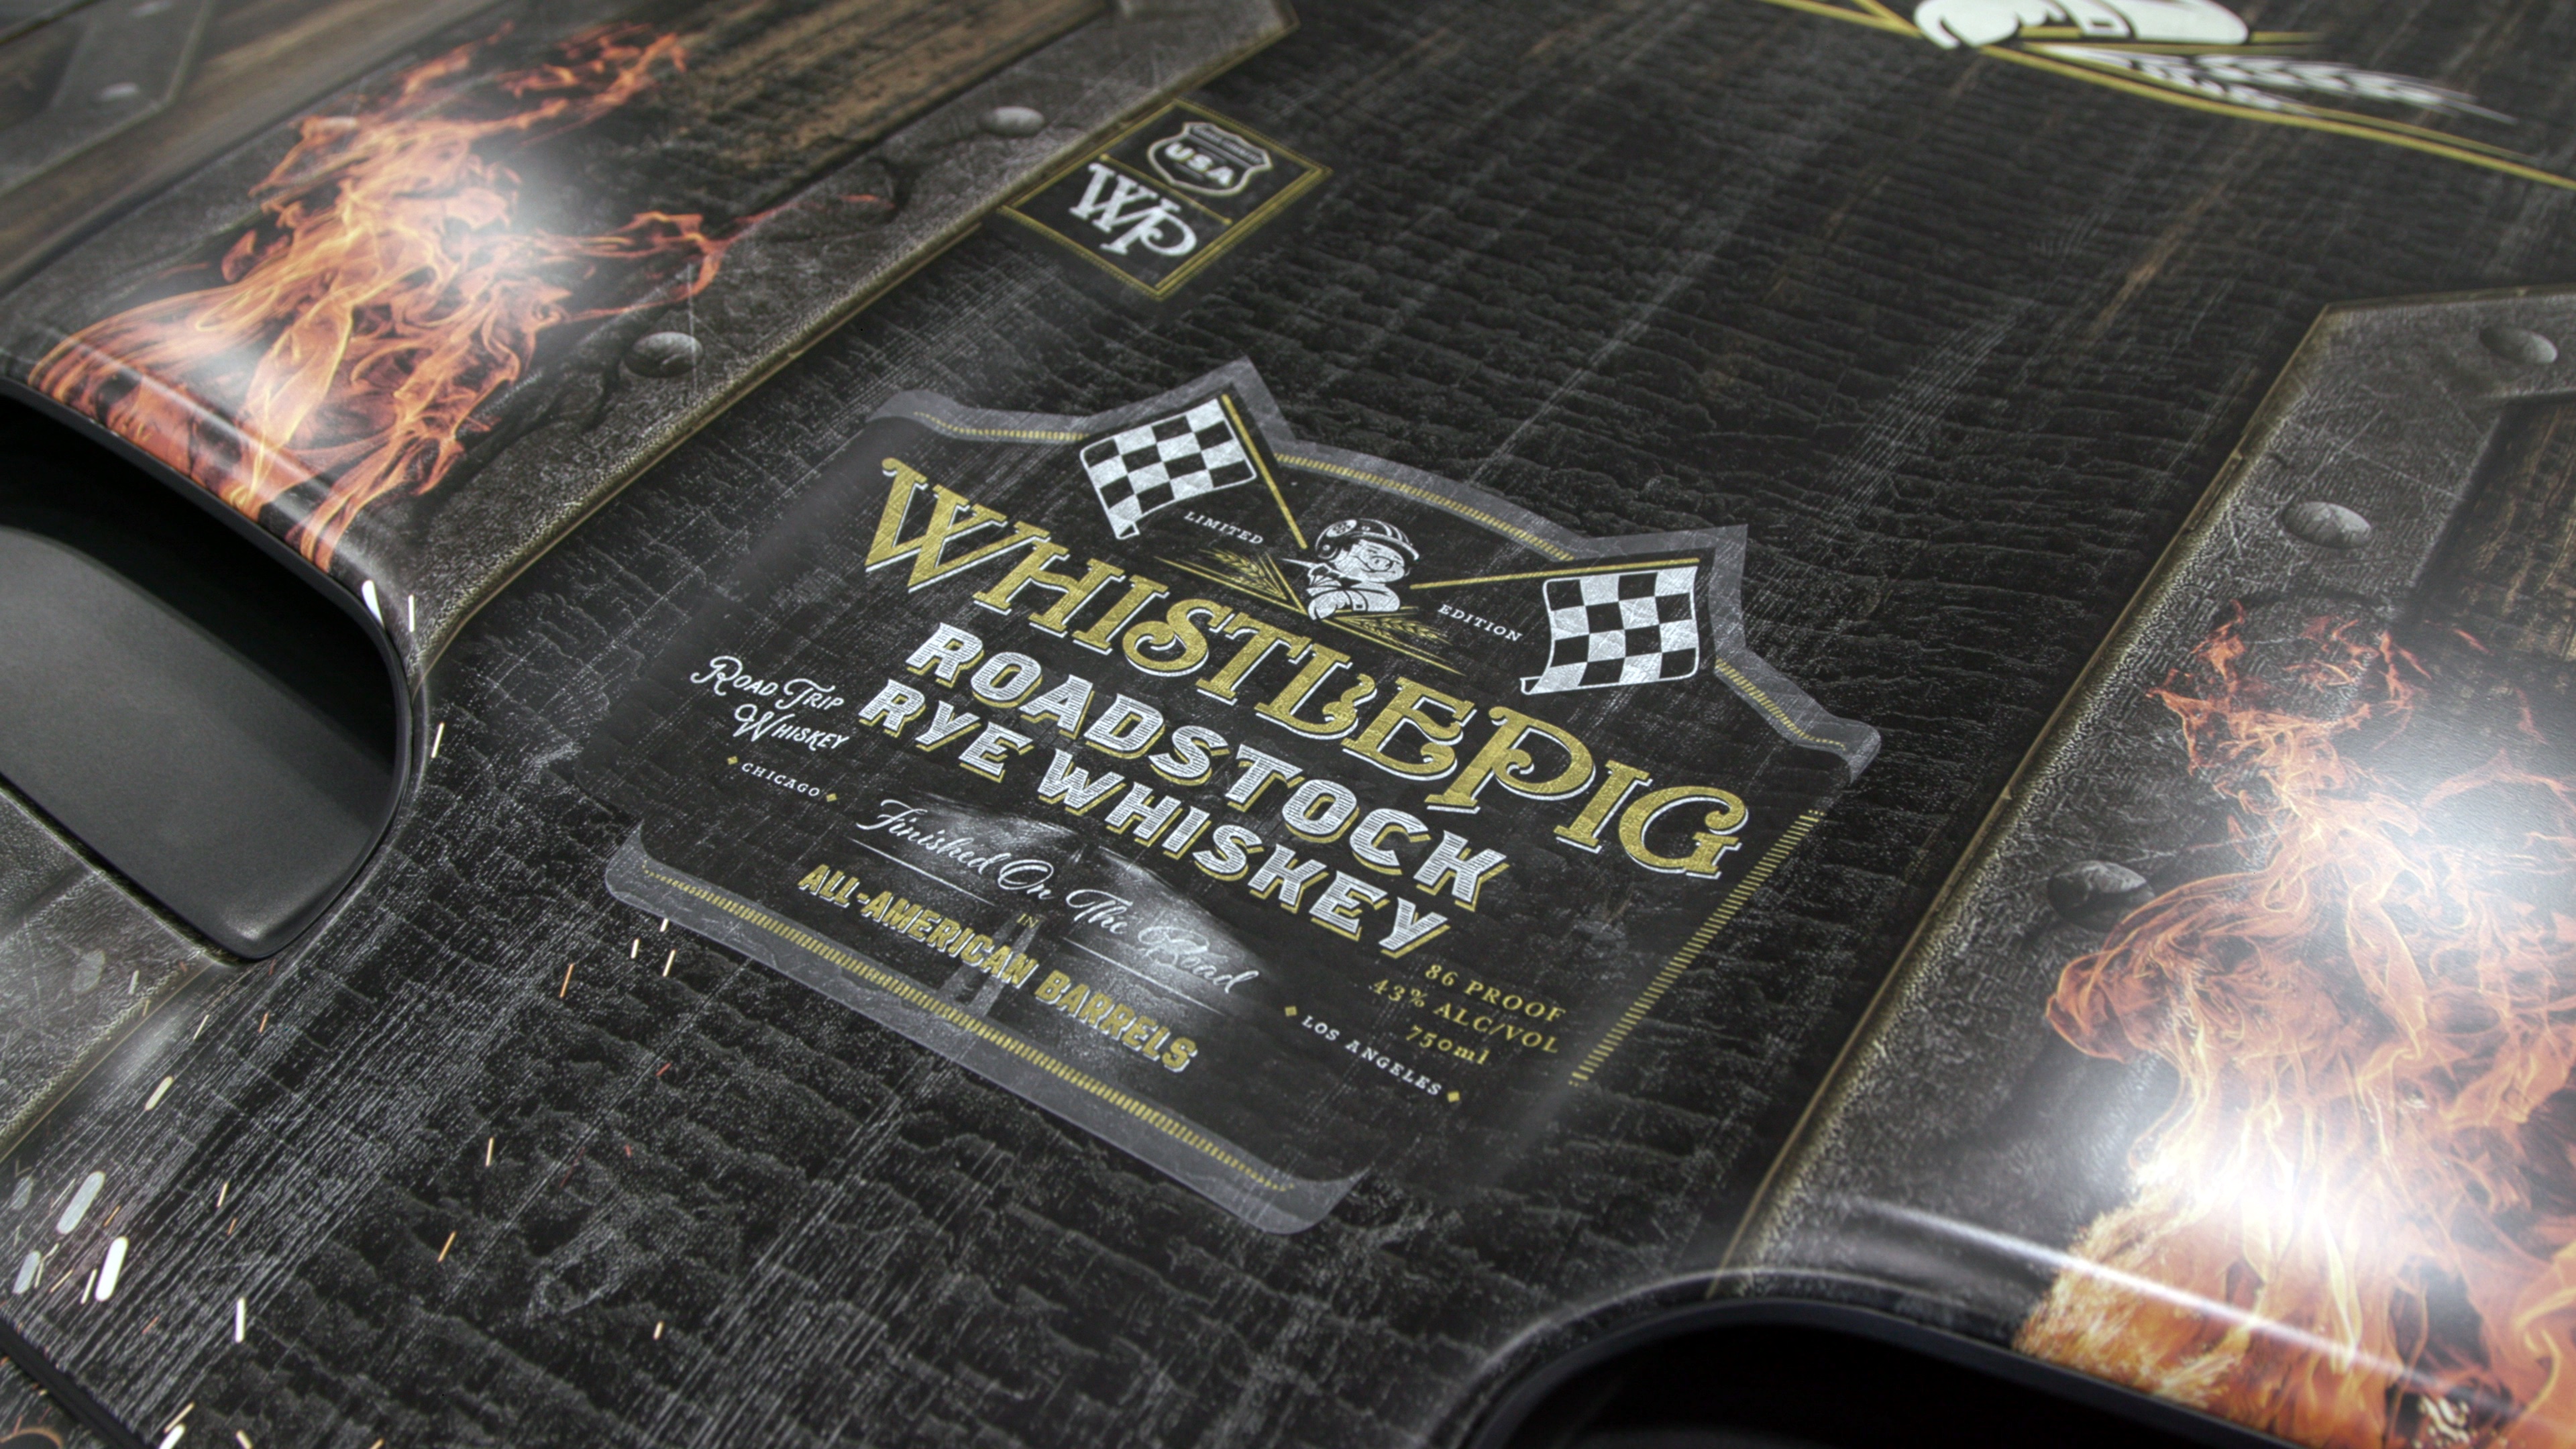 USA
WP
LIMITED
EDITION
WHISTLEPIG
ROADSTOCK
RYE WHISKEY
ROAD TRIP
WHISKEY
CHICAGO
Finished On The Road
IN
ALL-AMERICAN BARRELS
86 PROOF
43% ALC/VOL
750ml
LOS ANGELES